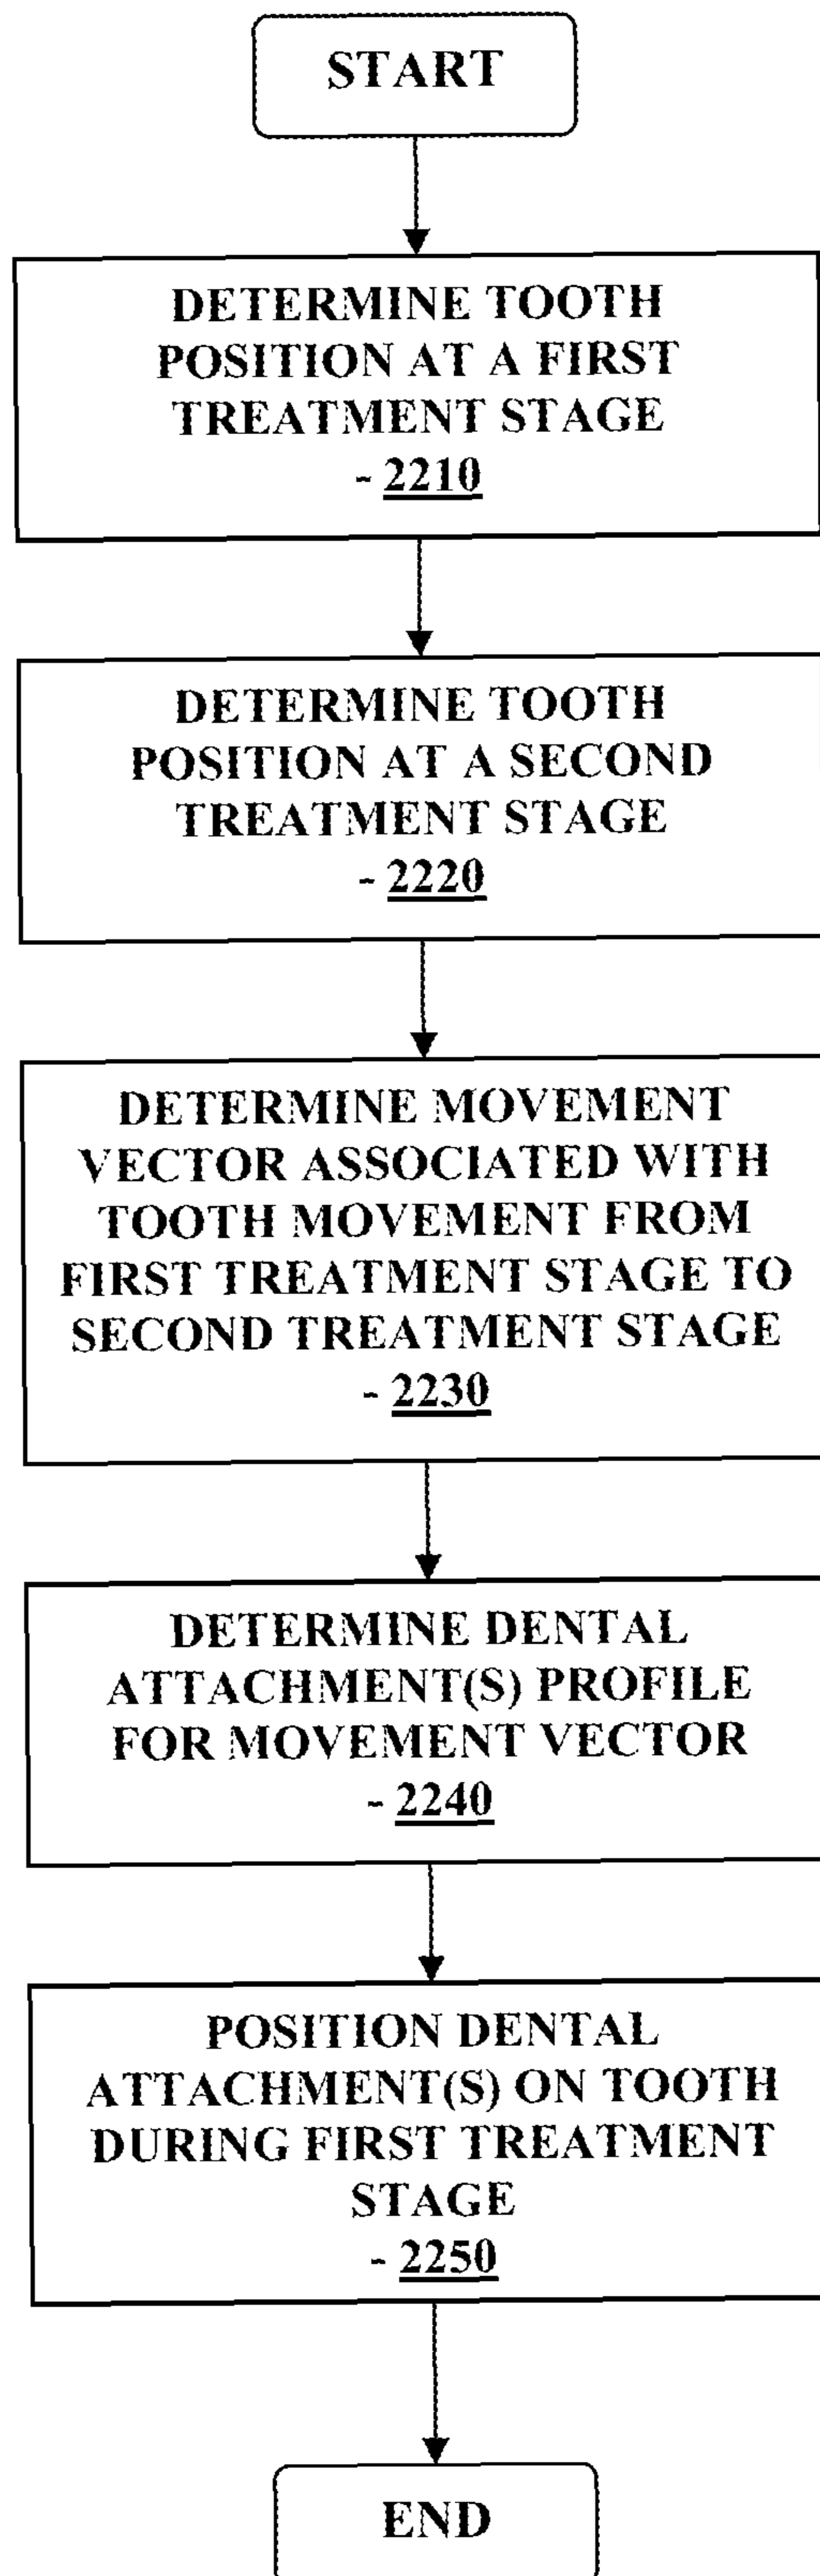 START
DETERMINE TOOTH
POSITION AT A FIRST
TREATMENT STAGE
- 2210
DETERMINE TOOTH
POSITION AT A SECOND
TREATMENT STAGE
- 2220
DETERMINE MOVEMENT
VECTOR ASSOCIATED WITH
TOOTH MOVEMENT FROM
FIRST TREATMENT STAGE TO
SECOND TREATMENT STAGE
- 2230
DETERMINE DENTAL
ATTACHMENT(S) PROFILE
FOR MOVEMENT VECTOR
- 2240
POSITION DENTAL
ATTACHMENT(S) ON TOOTH
DURING FIRST TREATMENT
STAGE
- 2250
END